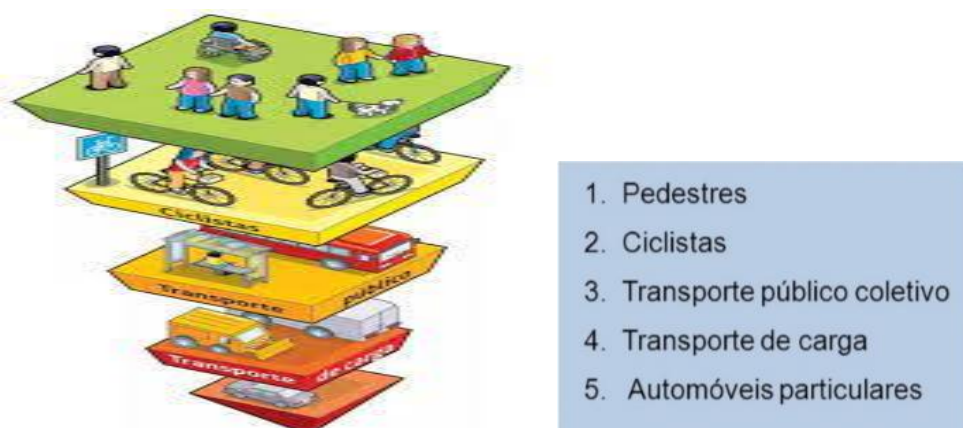 Ciclistas
Transporte público
Transporte de carga
1. Pedestres
2. Ciclistas
3. Transporte público coletivo
4. Transporte de carga
5. Automóveis particulares